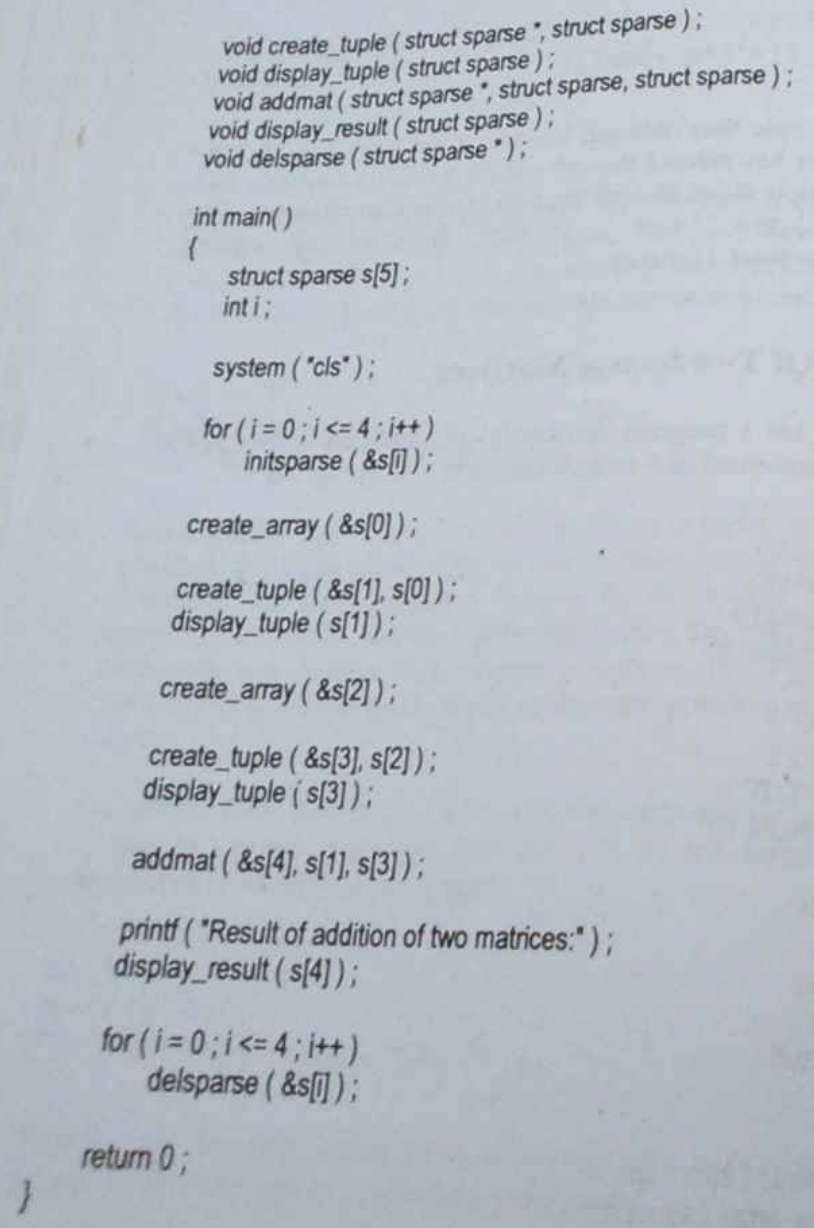 void create_tuple ( struct sparse *, struct sparse ) ;
void display_tuple ( struct sparse ) ;
void addmat ( struct sparse *, struct sparse, struct sparse ) ;
void display_result ( struct sparse ) ;
void delsparse ( struct sparse * ) ;
int main( )
{
struct sparse s[5] ;
int i ;
system ( "cls" ) ;
for ( i = 0 ; i <= 4 ; i++ )
initsparse ( &s[i] ) ;
create_array ( &s[0] ) ;
create_tuple ( &s[1], s[0] ) ;
display_tuple ( s[1] ) ;
create_array ( &s[2] ) ;
create_tuple ( &s[3], s[2] ) ;
display_tuple ( s[3] ) ;
addmat ( &s[4], s[1], s[3] ) ;
printf ( "Result of addition of two matrices:" ) ;
display_result ( s[4] ) ;
for ( i = 0 ; i <= 4 ; i++ )
delsparse ( &s[i] ) ;
return 0 ;
}